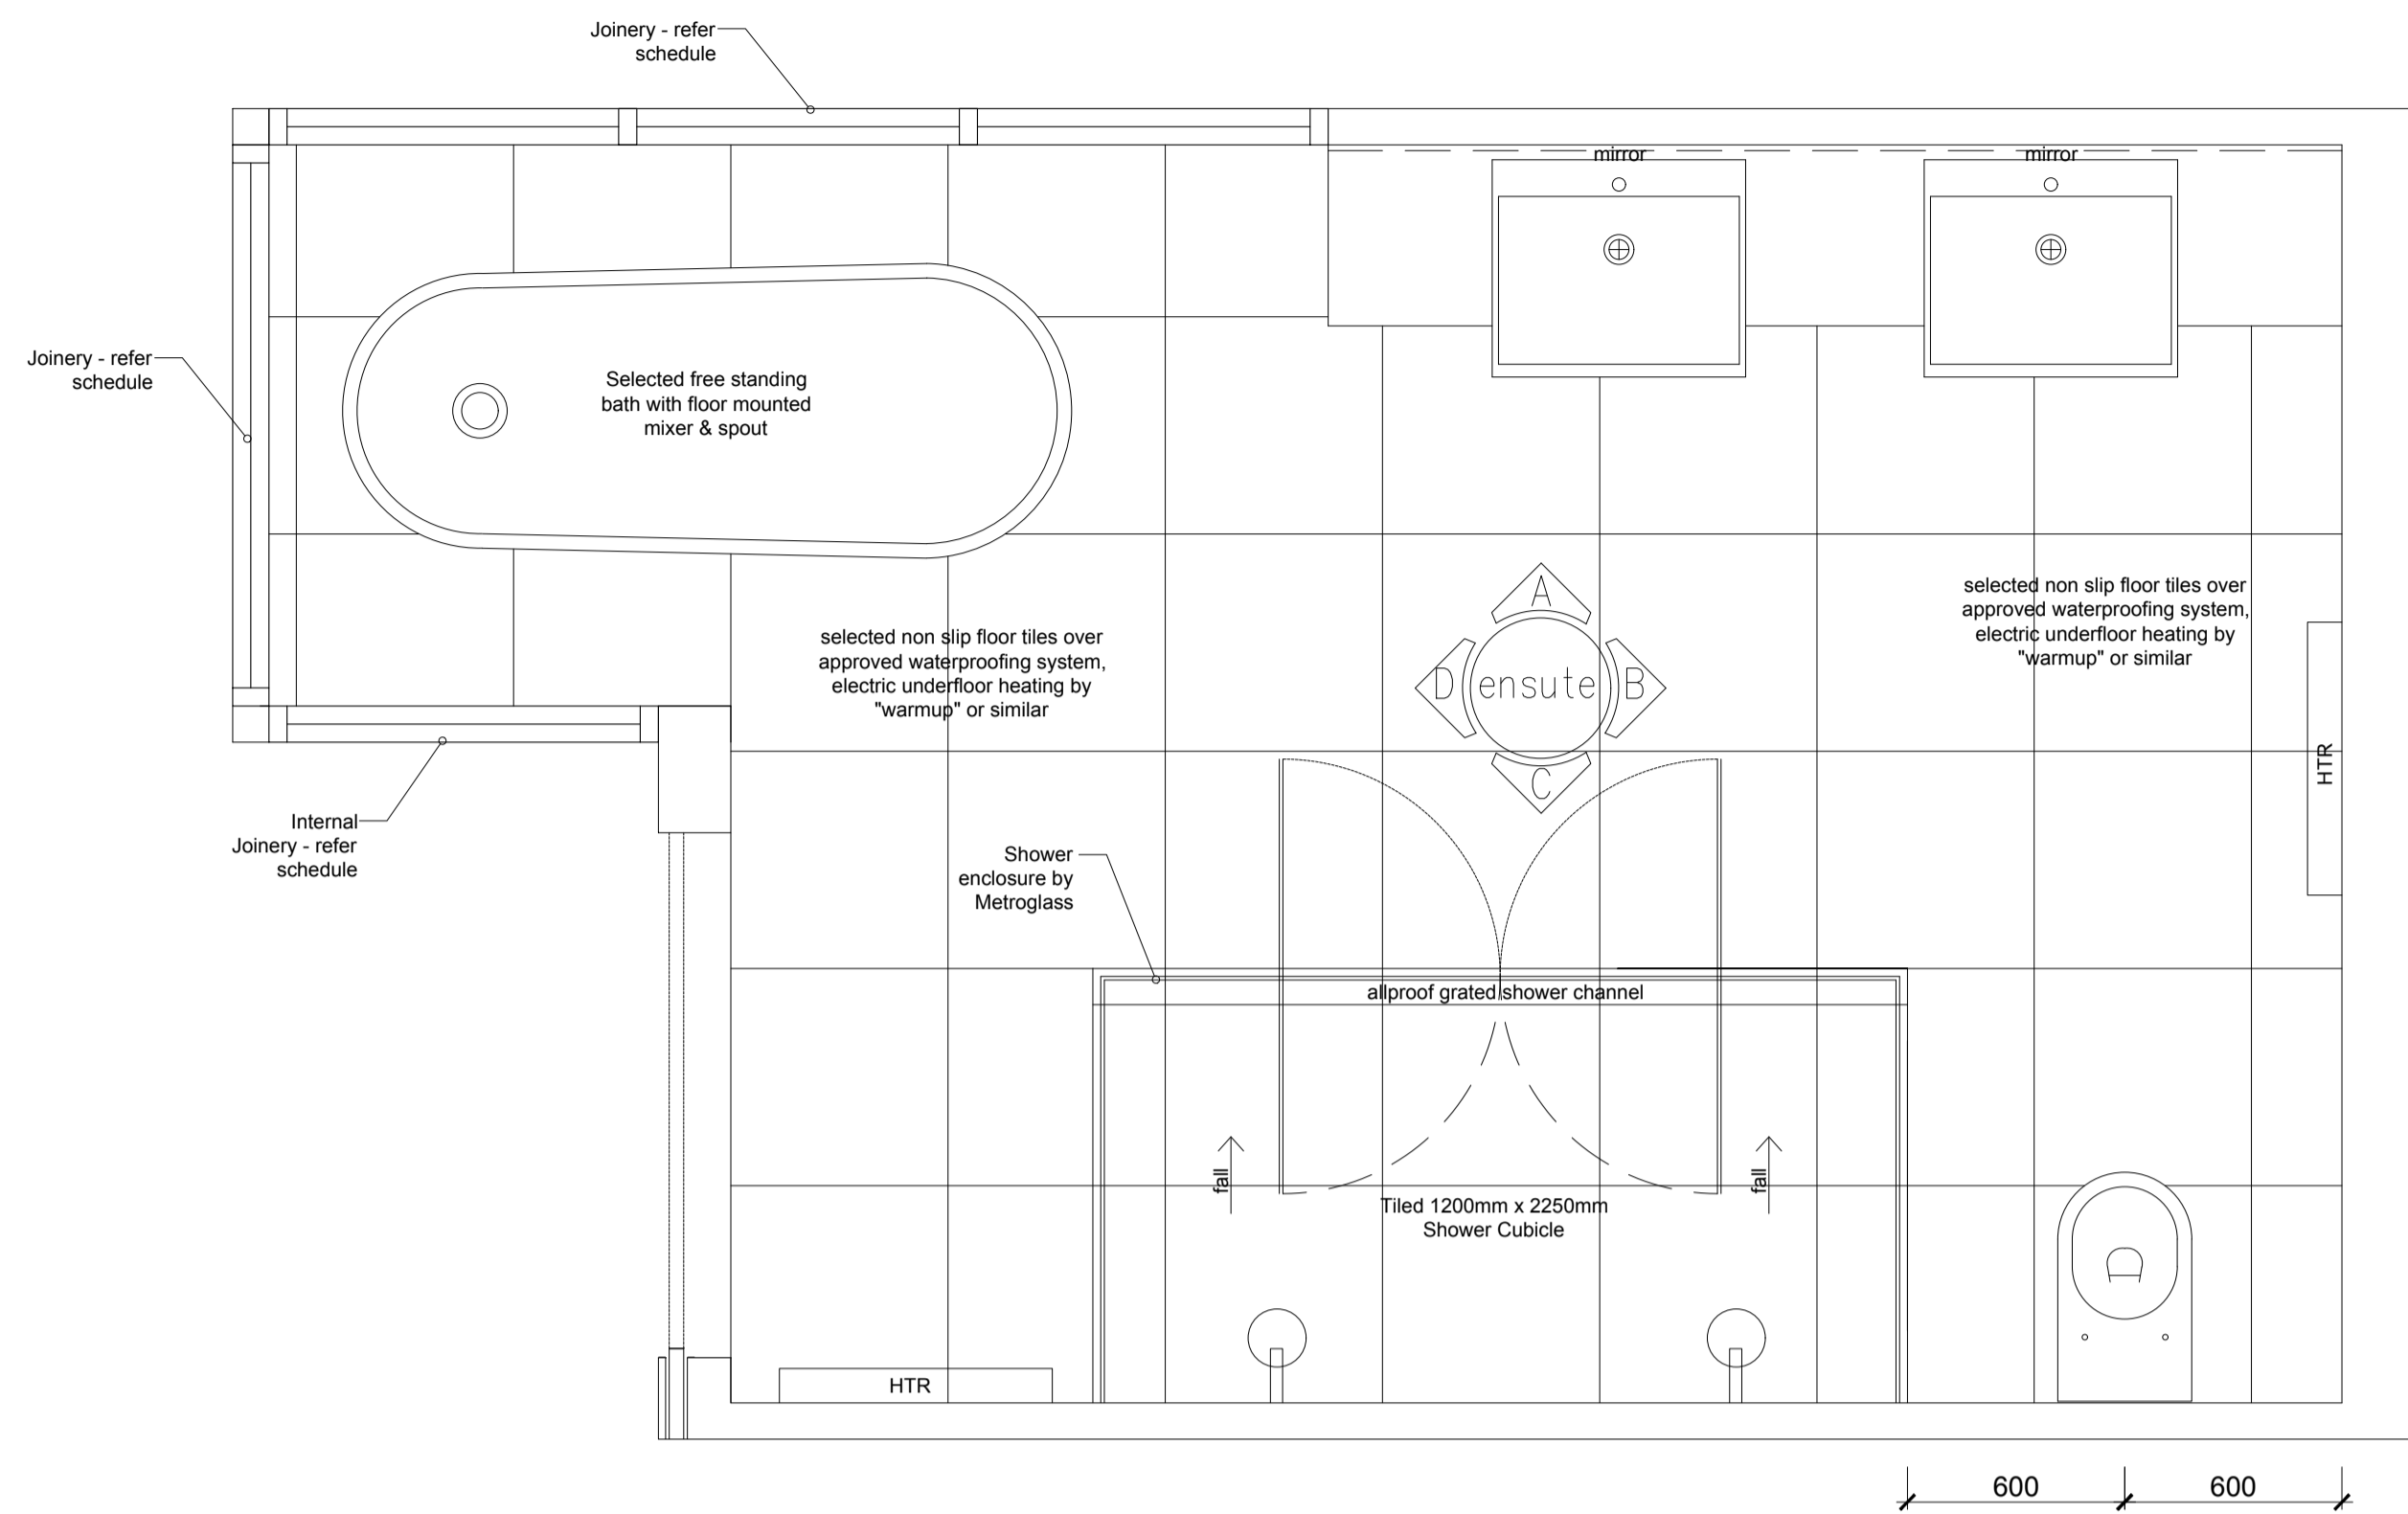 Joinery - refer
schedule
mirror
mirror
Joinery - refer
schedule
Selected free standing
bath with floor mounted
mixer & spout
selected non slip floor tiles over
approved waterproofing system,
electric underfloor heating by
"warmup" or similar
A
D
ensute
B
C
selected non slip floor tiles over
approved waterproofing system,
electric underfloor heating by
"warmup" or similar
HTR
Internal
Joinery - refer
schedule
Shower
enclosure by
Metroglass
allproof grated shower channel
fall
fall
Tiled 1200mm x 2250mm
Shower Cubicle
HTR
600
600